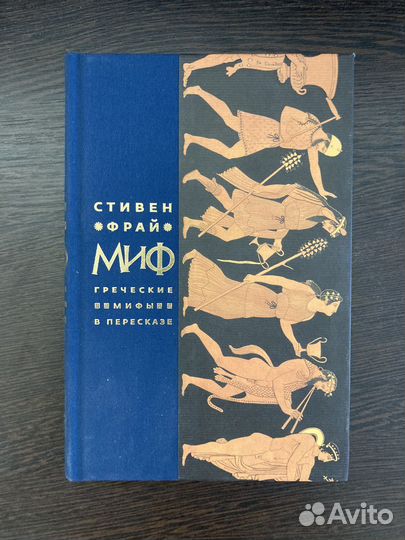 СТИВЕН
ФРАЙ
МИФ
ГРЕЧЕСКИЕ
МИФЫ
В ПЕРЕСКАЗЕ
Avito